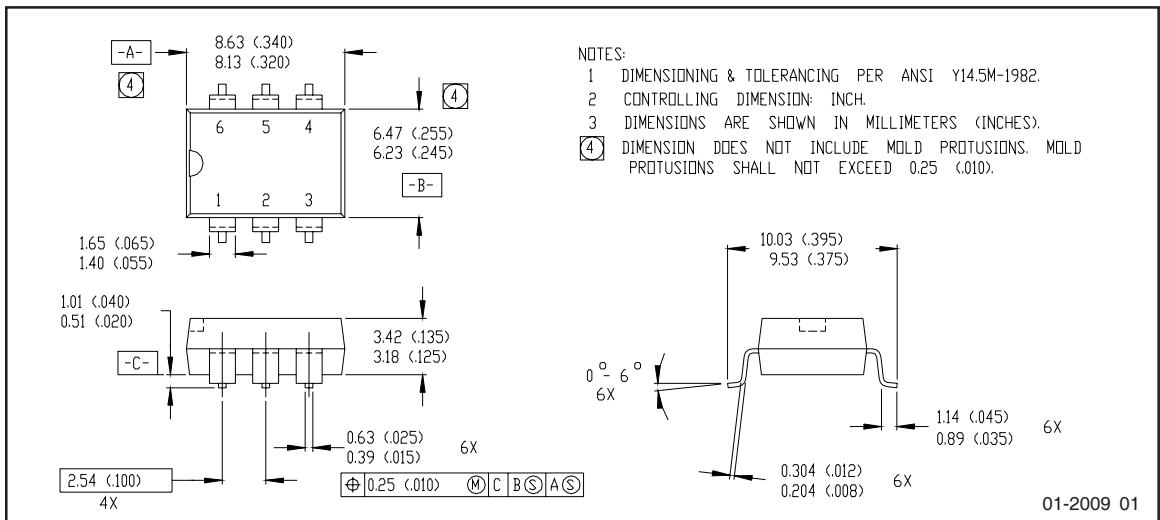 -A-
8.63 (.340)
8.13 (.320)
4
4
6 5 4
6.47 (.255)
6.23 (.245)
-B-
1 2 3
1.65 (.065)
1.40 (.055)
NOTES:
1 DIMENSIONING & TOLERANCING PER ANSI Y14.5M-1982.
2 CONTROLLING DIMENSION: INCH.
3 DIMENSIONS ARE SHOWN IN MILLIMETERS (INCHES).
4 DIMENSION DOES NOT INCLUDE MOLD PROTUSIONS. MOLD
PROTUSIONS SHALL NOT EXCEED 0.25 (.010).
1.01 (.040)
0.51 (.020)
-C-
3.42 (.135)
3.18 (.125)
0.63 (.025)
0.39 (.015)
6X
2.54 (.100)
4X
⌖ 0.25 (.010) Ⓜ C B Ⓢ A Ⓢ
10.03 (.395)
9.53 (.375)
0° - 6°
6X
1.14 (.045)
0.89 (.035)
6X
0.304 (.012)
0.204 (.008)
6X
01-2009 01